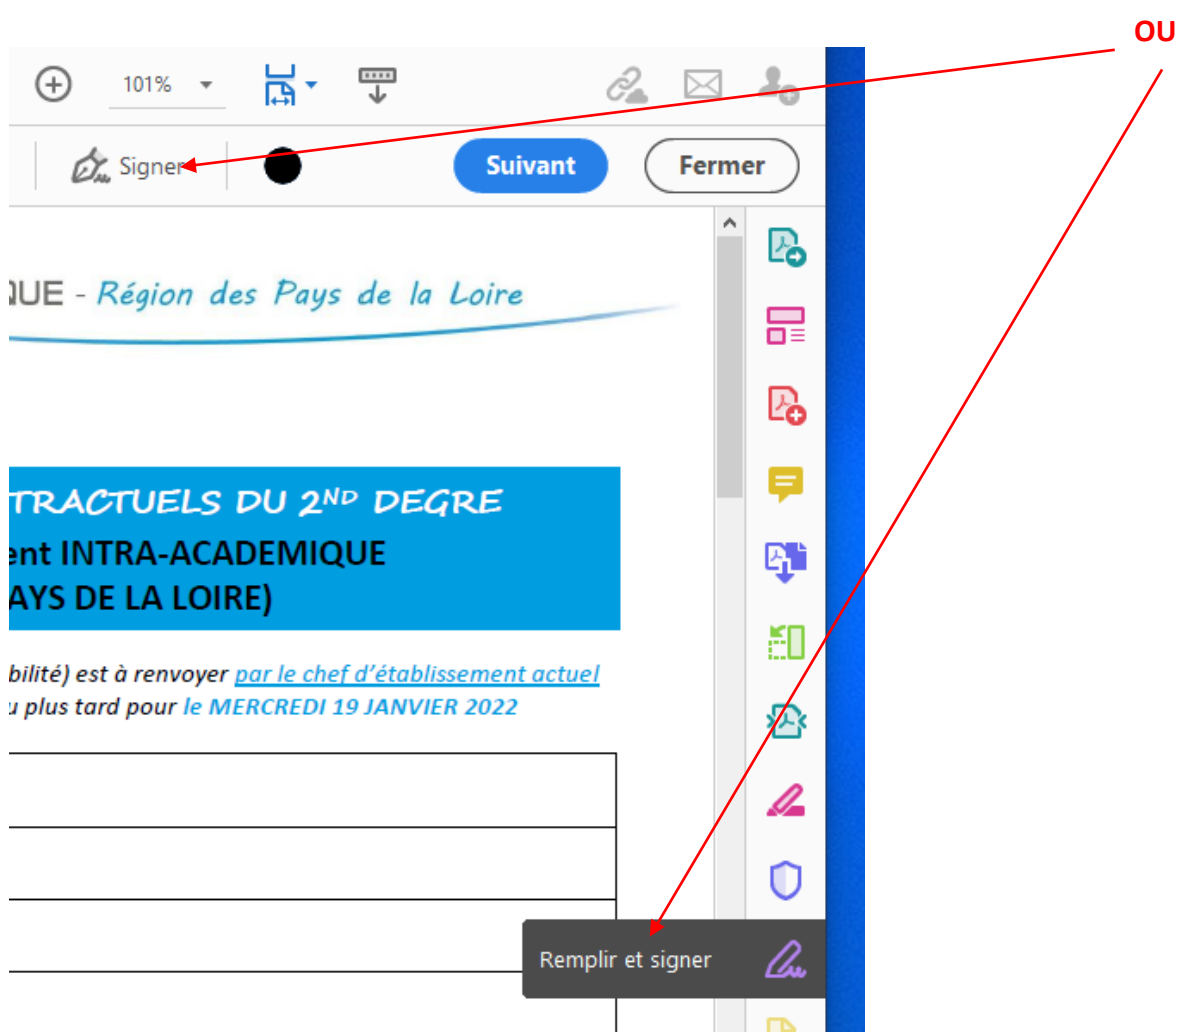 OU
101%
Signer
Suivant
Fermer
QUE - Région des Pays de la Loire
TRACTUELS DU 2ND DEGRE
ent INTRA-ACADEMIQUE
AYS DE LA LOIRE)
bilité) est à renvoyer par le chef d'établissement actuel
u plus tard pour le MERCREDI 19 JANVIER 2022
Remplir et signer